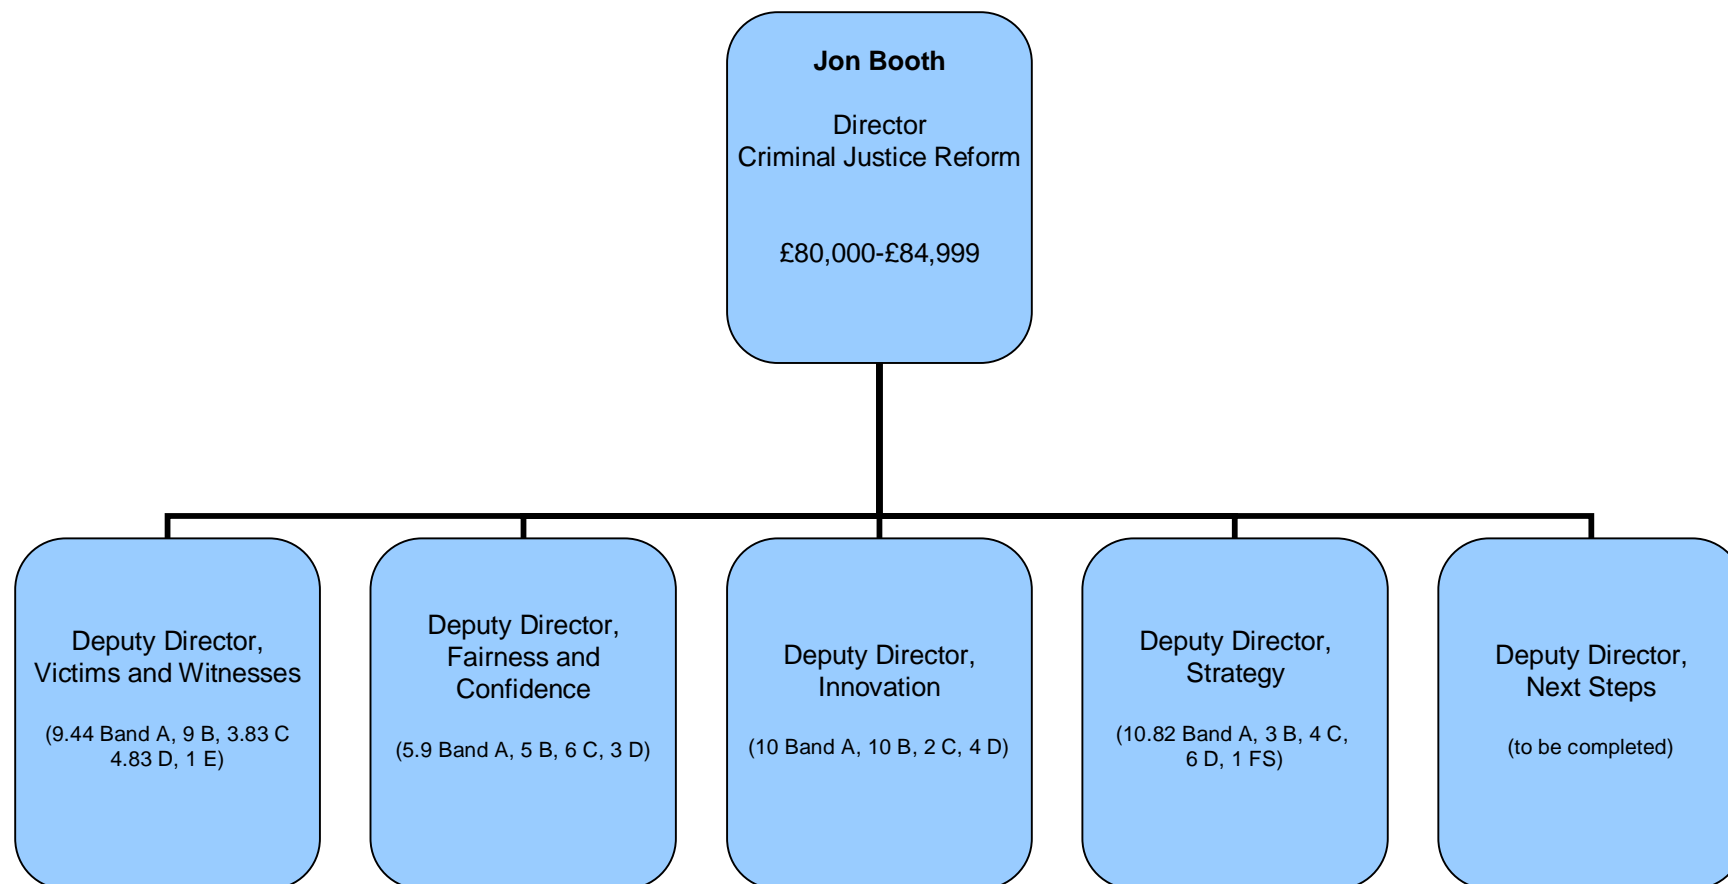 Jon Booth
Director
Criminal Justice Reform
£80,000-£84,999
Deputy Director,
Victims and Witnesses
(9.44 Band A, 9 B, 3.83 C
4.83 D, 1 E)
Deputy Director,
Fairness and
Confidence
(5.9 Band A, 5 B, 6 C, 3 D)
Deputy Director,
Innovation
(10 Band A, 10 B, 2 C, 4 D)
Deputy Director,
Strategy
(10.82 Band A, 3 B, 4 C,
6 D, 1 FS)
Deputy Director,
Next Steps
(to be completed)